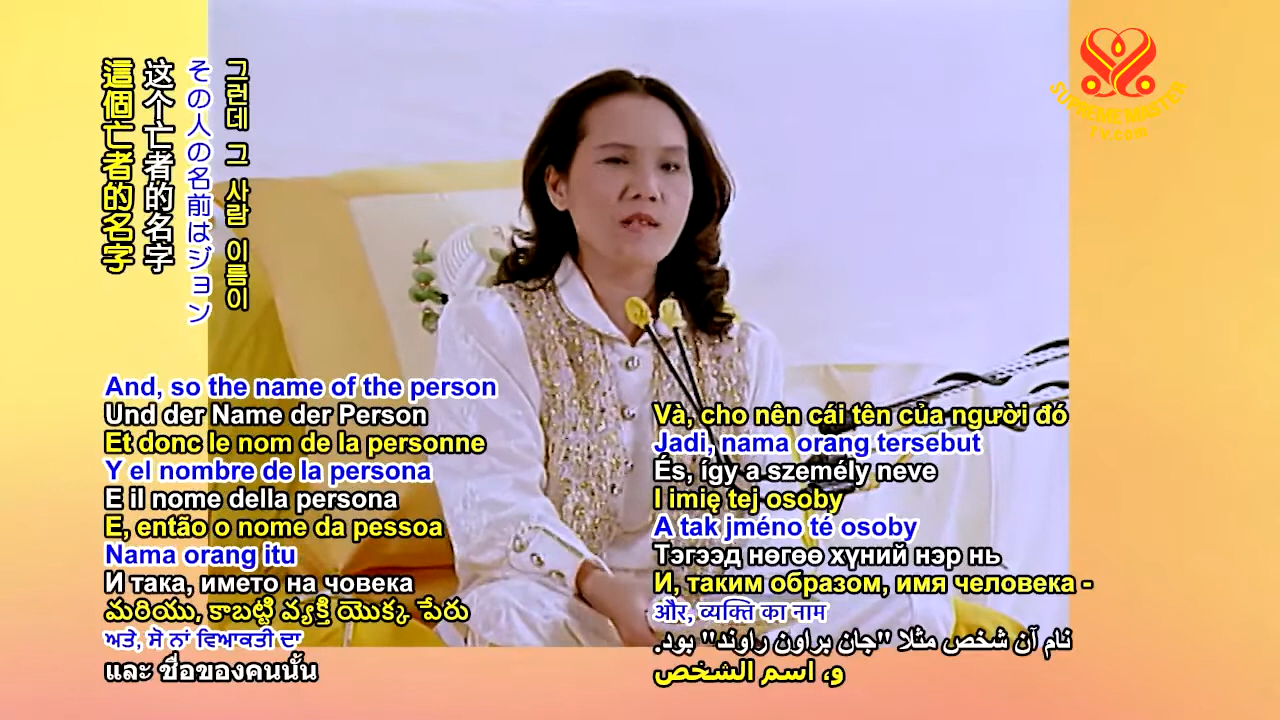 這個亡者的名字
这个亡者的名字
その人の名前はジョン
그런데 그 사람 이름이
SUPREME MASTER
TV.com
And, so the name of the person
Und der Name der Person
Et donc le nom de la personne
Y el nombre de la persona
E il nome della persona
E, então o nome da pessoa
Nama orang itu
И така, името на човека
మరియు, కాబట్టి వ్యక్తి యొక్క పేరు
ਅਤੇ, ਸੋ ਨਾਂ ਵਿਆਕਤੀ ਦਾ
และ ชื่อของคนนั้น
Và, cho nên cái tên của người đó
Jadi, nama orang tersebut
És, így a személy neve
I imię tej osoby
A tak jméno té osoby
Тэгээд нөгөө хүний нэр нь
И, таким образом, имя человека -
और, व्यक्ति का नाम
نام آن شخص مثلا "جان براون راوند" بود.
و، اسم الشخص